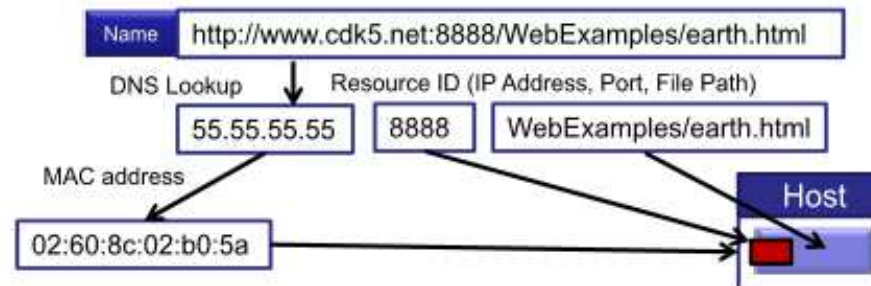 Name http://www.cdk5.net:8888/WebExamples/earth.html
DNS Lookup Resource ID (IP Address, Port, File Path)
55.55.55.55 8888 WebExamples/earth.html
MAC address
Host
02:60:8c:02:b0:5a